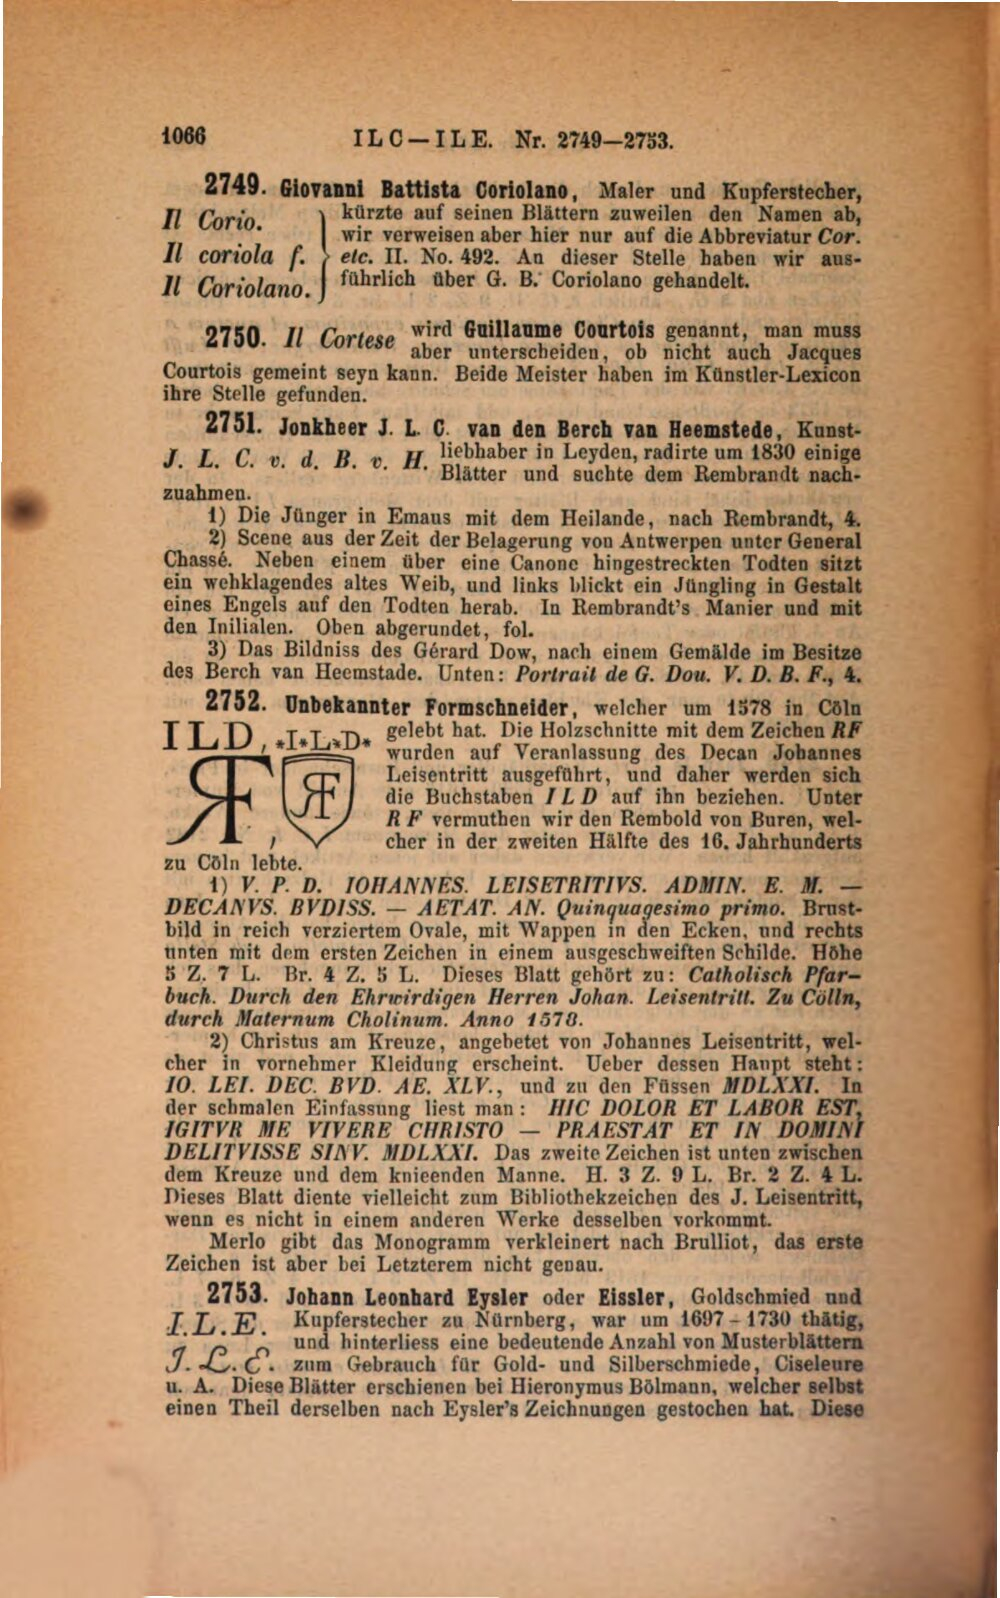 1066 ILC—ILE. Nr. 2749—2753.
2749. Giovanni Battista Coriolano, Maler und Kupferstecher,
Il Corio. kürzte auf seinen Blättern zuweilen den Namen ab,
wir verweisen aber hier nur auf die Abbreviatur Cor.
Il coriola f. etc. II. No. 492. An dieser Stelle haben wir aus-
Il Coriolano. führlich über G. B. Coriolano gehandelt.
2750. Il Cortese wird Guillaume Courtois genannt, man muss
aber unterscheiden, ob nicht auch Jacques
Courtois gemeint seyn kann. Beide Meister haben im Künstler-Lexicon
ihre Stelle gefunden.
2751. Jonkheer J. L. C. van den Berch van Heemstede, Kunst-
J. L. C. v. d. B. v. H. liebhaber in Leyden, radirte um 1830 einige
Blätter und suchte dem Rembrandt nach-
zuahmen.
1) Die Jünger in Emaus mit dem Heilande, nach Rembrandt, 4.
2) Scene aus der Zeit der Belagerung von Antwerpen unter General
Chassé. Neben einem über eine Canone hingestreckten Todten sitzt
ein wehklagendes altes Weib, und links blickt ein Jüngling in Gestalt
eines Engels auf den Todten herab. In Rembrandt's Manier und mit
den Inilialen. Oben abgerundet, fol.
3) Das Bildniss des Gérard Dow, nach einem Gemälde im Besitze
des Berch van Heemstade. Unten: Portrait de G. Dou. V. D. B. F., 4.
2752. Unbekannter Formschneider, welcher um 1578 in Cöln
ILD, *I*L*D* gelebt hat. Die Holzschnitte mit dem Zeichen RF
wurden auf Veranlassung des Decan Johannes
Leisentritt ausgeführt, und daher werden sich
RF RF die Buchstaben I L D auf ihn beziehen. Unter
R F vermuthen wir den Rembold von Buren, wel-
, cher in der zweiten Hälfte des 16. Jahrhunderts
zu Cöln lebte.
1) V. P. D. IOHANNES. LEISETRITIVS. ADMIN. E. M. —
DECANVS. BVDISS. — AETAT. AN. Quinquagesimo primo. Brust-
bild in reich verziertem Ovale, mit Wappen in den Ecken, und rechts
unten mit dem ersten Zeichen in einem ausgeschweiften Schilde. Höhe
5 Z. 7 L. Br. 4 Z. 5 L. Dieses Blatt gehört zu: Catholisch Pfar-
buch. Durch den Ehrwirdigen Herren Johan. Leisentritt. Zu Cölln,
durch Maternum Cholinum. Anno 1578.
2) Christus am Kreuze, angebetet von Johannes Leisentritt, wel-
cher in vornehmer Kleidung erscheint. Ueber dessen Haupt steht:
IO. LEI. DEC. BVD. AE. XLV., und zu den Füssen MDLXXI. In
der schmalen Einfassung liest man: HIC DOLOR ET LABOR EST,
IGITVR ME VIVERE CHRISTO — PRAESTAT ET IN DOMINI
DELITVISSE SINV. MDLXXI. Das zweite Zeichen ist unten zwischen
dem Kreuze und dem knieenden Manne. H. 3 Z. 9 L. Br. 2 Z. 4 L.
Dieses Blatt diente vielleicht zum Bibliothekzeichen des J. Leisentritt,
wenn es nicht in einem anderen Werke desselben vorkommt.
Merlo gibt das Monogramm verkleinert nach Brulliot, das erste
Zeichen ist aber bei Letzterem nicht genau.
2753. Johann Leonhard Eysler oder Eissler, Goldschmied und
I.L.E. Kupferstecher zu Nürnberg, war um 1697-1730 thätig,
und hinterliess eine bedeutende Anzahl von Musterblättern
J.L.E. zum Gebrauch für Gold- und Silberschmiede, Ciseleure
u. A. Diese Blätter erschienen bei Hieronymus Bölmann, welcher selbst
einen Theil derselben nach Eysler's Zeichnungen gestochen hat. Diese